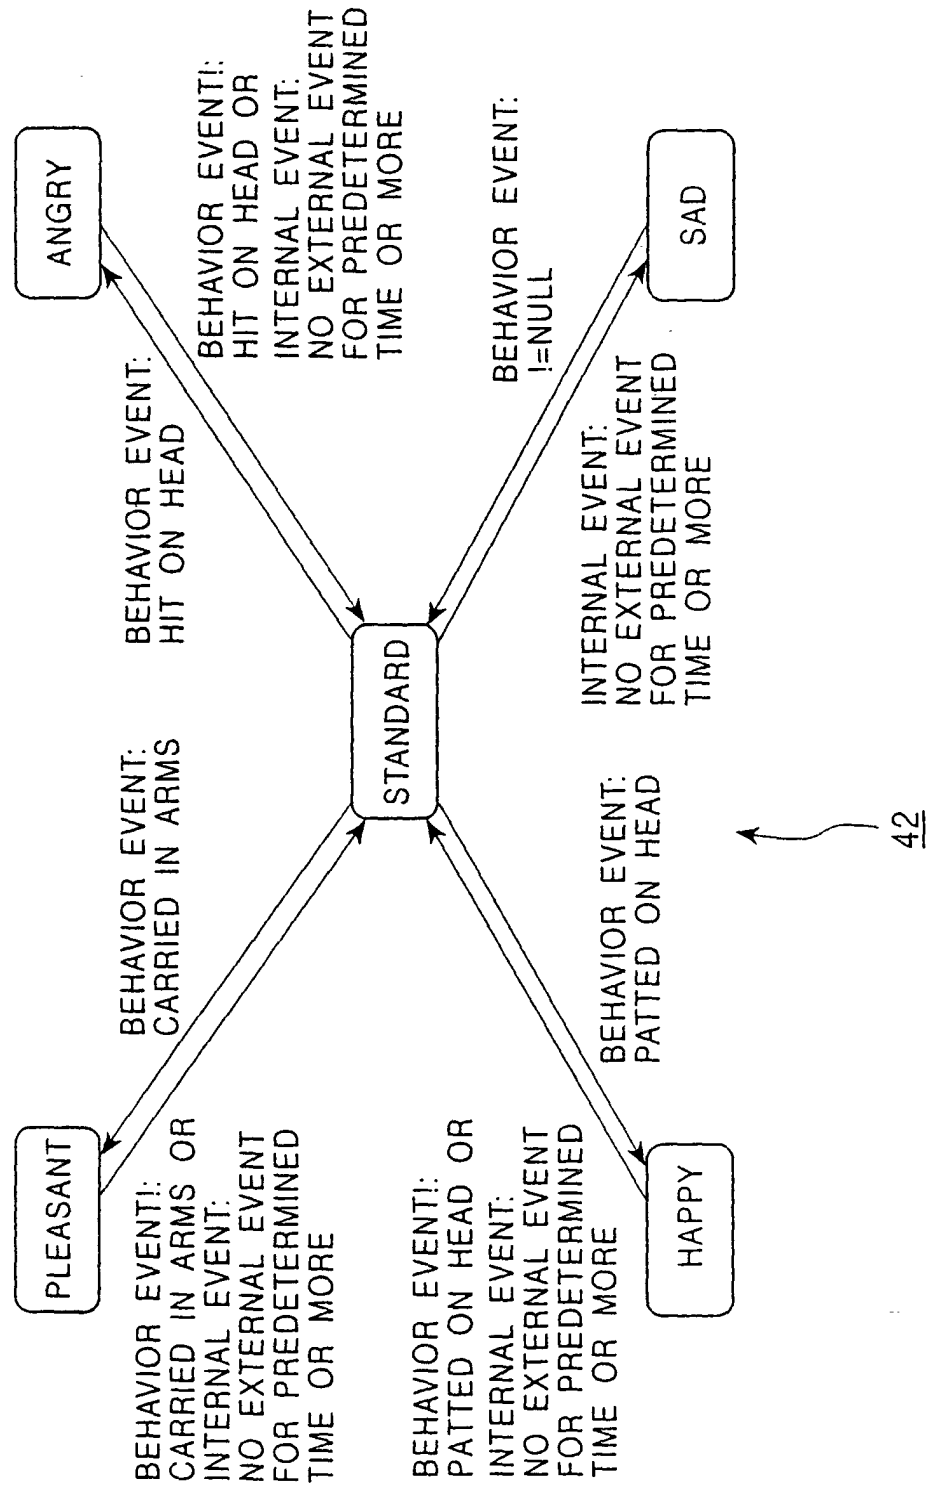 PLEASANT
BEHAVIOR EVENT!:
CARRIED IN ARMS OR
INTERNAL EVENT:
NO EXTERNAL EVENT
FOR PREDETERMINED
TIME OR MORE
BEHAVIOR EVENT:
CARRIED IN ARMS
BEHAVIOR EVENT:
HIT ON HEAD
ANGRY
BEHAVIOR EVENT!:
HIT ON HEAD OR
INTERNAL EVENT:
NO EXTERNAL EVENT
FOR PREDETERMINED
TIME OR MORE
STANDARD
BEHAVIOR EVENT!:
PATTED ON HEAD OR
INTERNAL EVENT:
NO EXTERNAL EVENT
FOR PREDETERMINED
TIME OR MORE
HAPPY
BEHAVIOR EVENT:
PATTED ON HEAD
INTERNAL EVENT:
NO EXTERNAL EVENT
FOR PREDETERMINED
TIME OR MORE
BEHAVIOR EVENT:
!=NULL
SAD
42